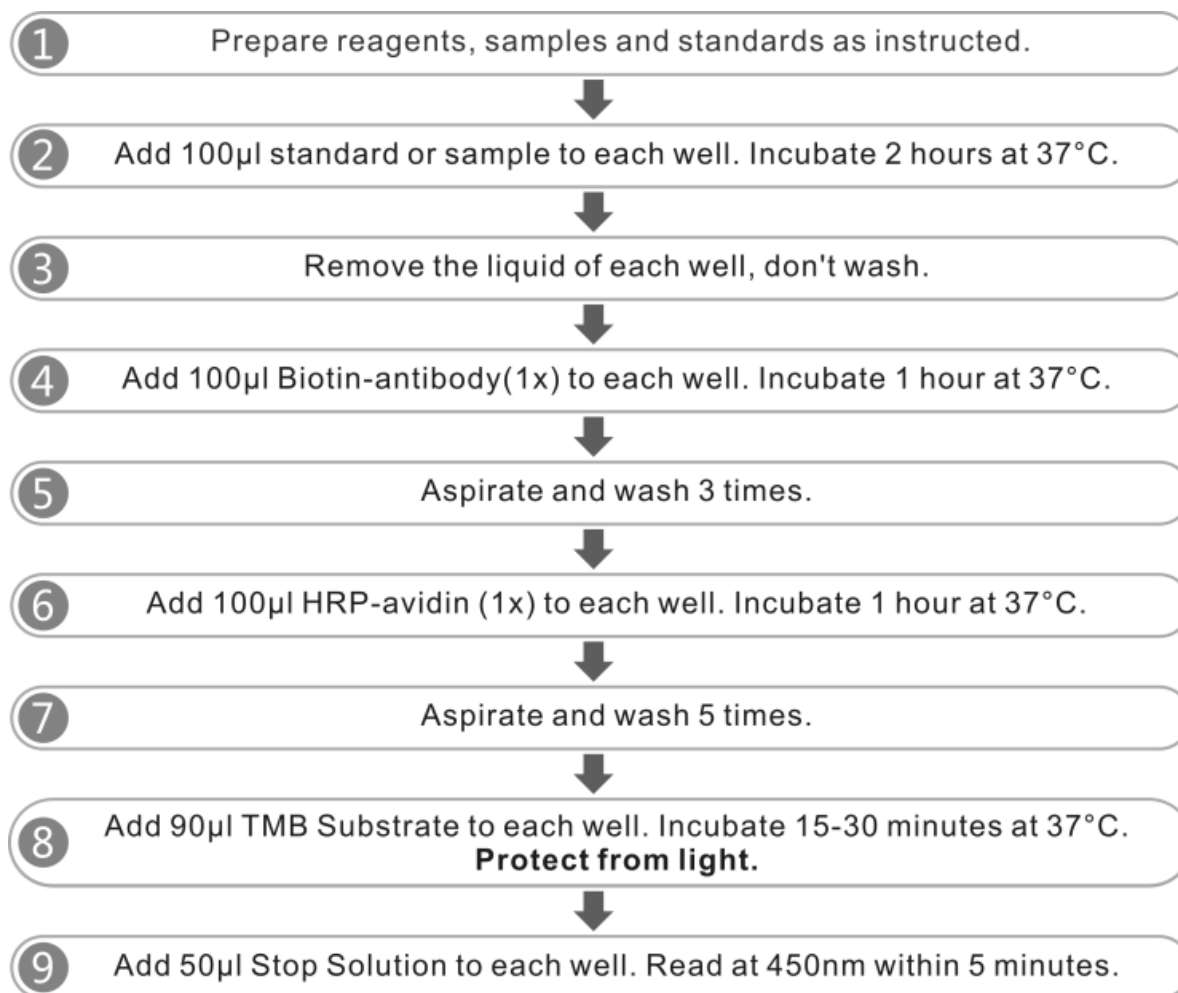 1 Prepare reagents, samples and standards as instructed.
2 Add 100µl standard or sample to each well. Incubate 2 hours at 37°C.
3 Remove the liquid of each well, don't wash.
4 Add 100µl Biotin-antibody(1x) to each well. Incubate 1 hour at 37°C.
5 Aspirate and wash 3 times.
6 Add 100µl HRP-avidin (1x) to each well. Incubate 1 hour at 37°C.
7 Aspirate and wash 5 times.
8 Add 90µl TMB Substrate to each well. Incubate 15-30 minutes at 37°C.
Protect from light.
9 Add 50µl Stop Solution to each well. Read at 450nm within 5 minutes.